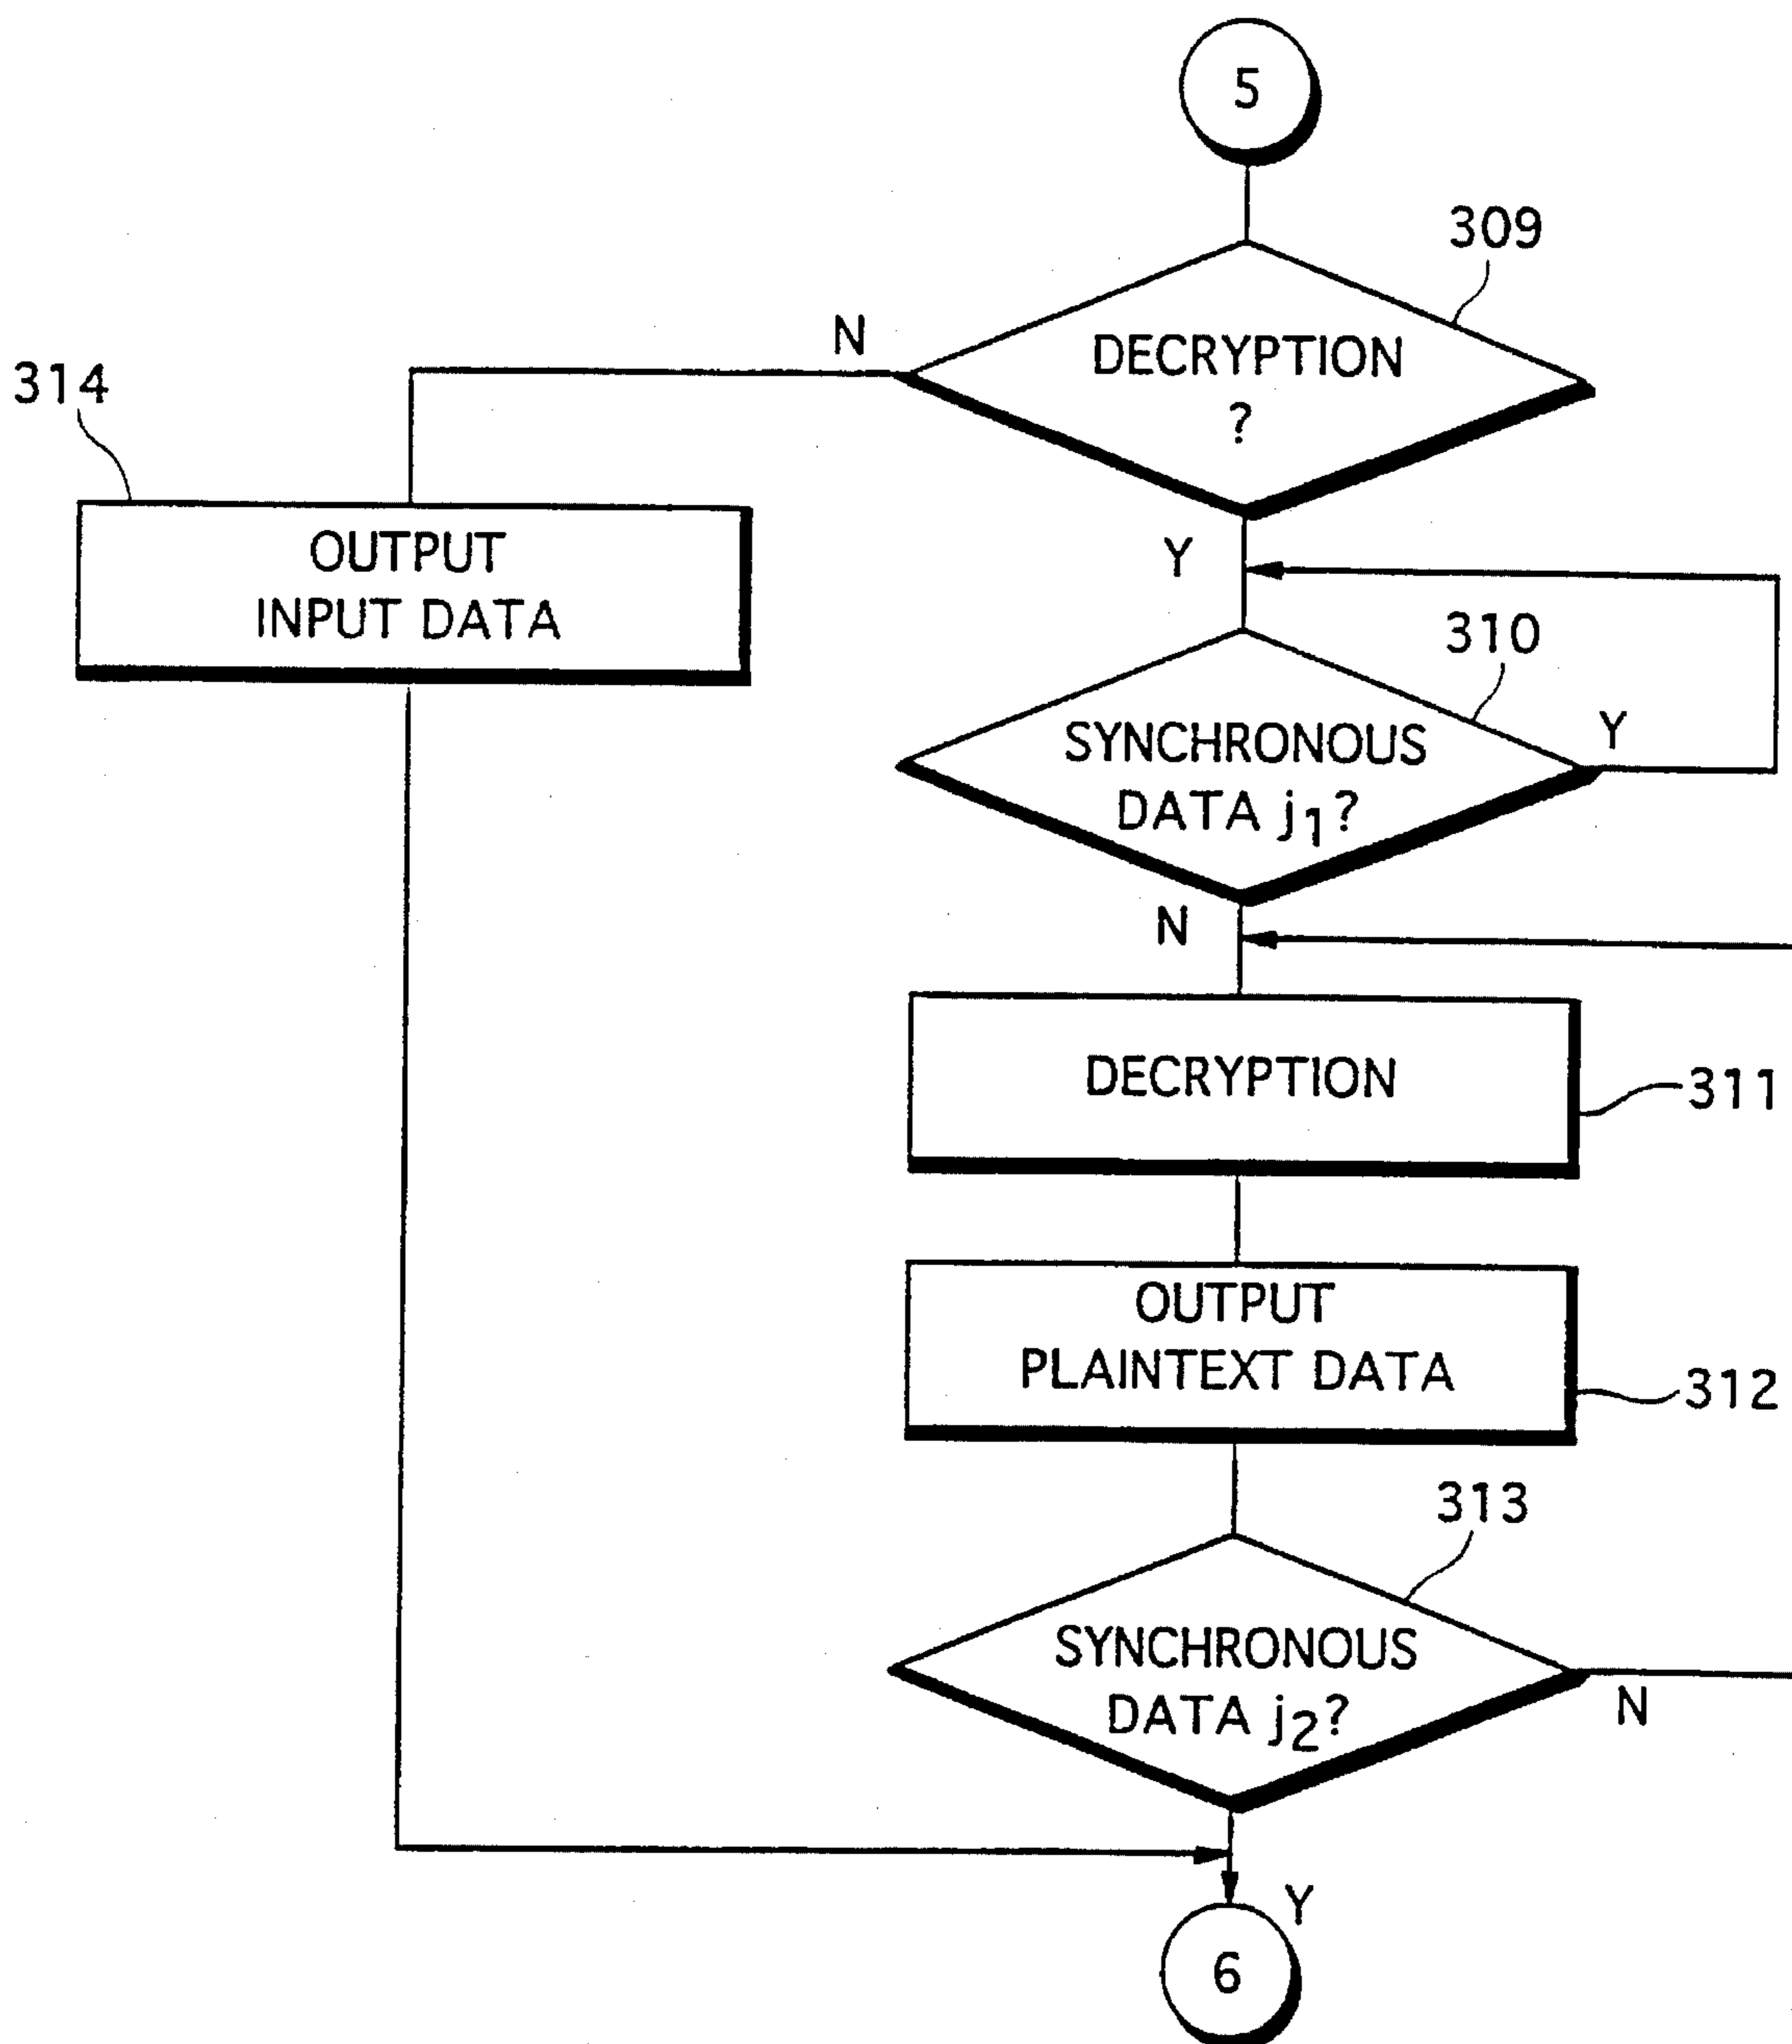 5
309
N
DECRYPTION
?
314
OUTPUT
INPUT DATA
Y
310
SYNCHRONOUS
DATA j₁?
Y
N
DECRYPTION
311
OUTPUT
PLAINTEXT DATA
312
313
SYNCHRONOUS
DATA j₂?
N
Y
6